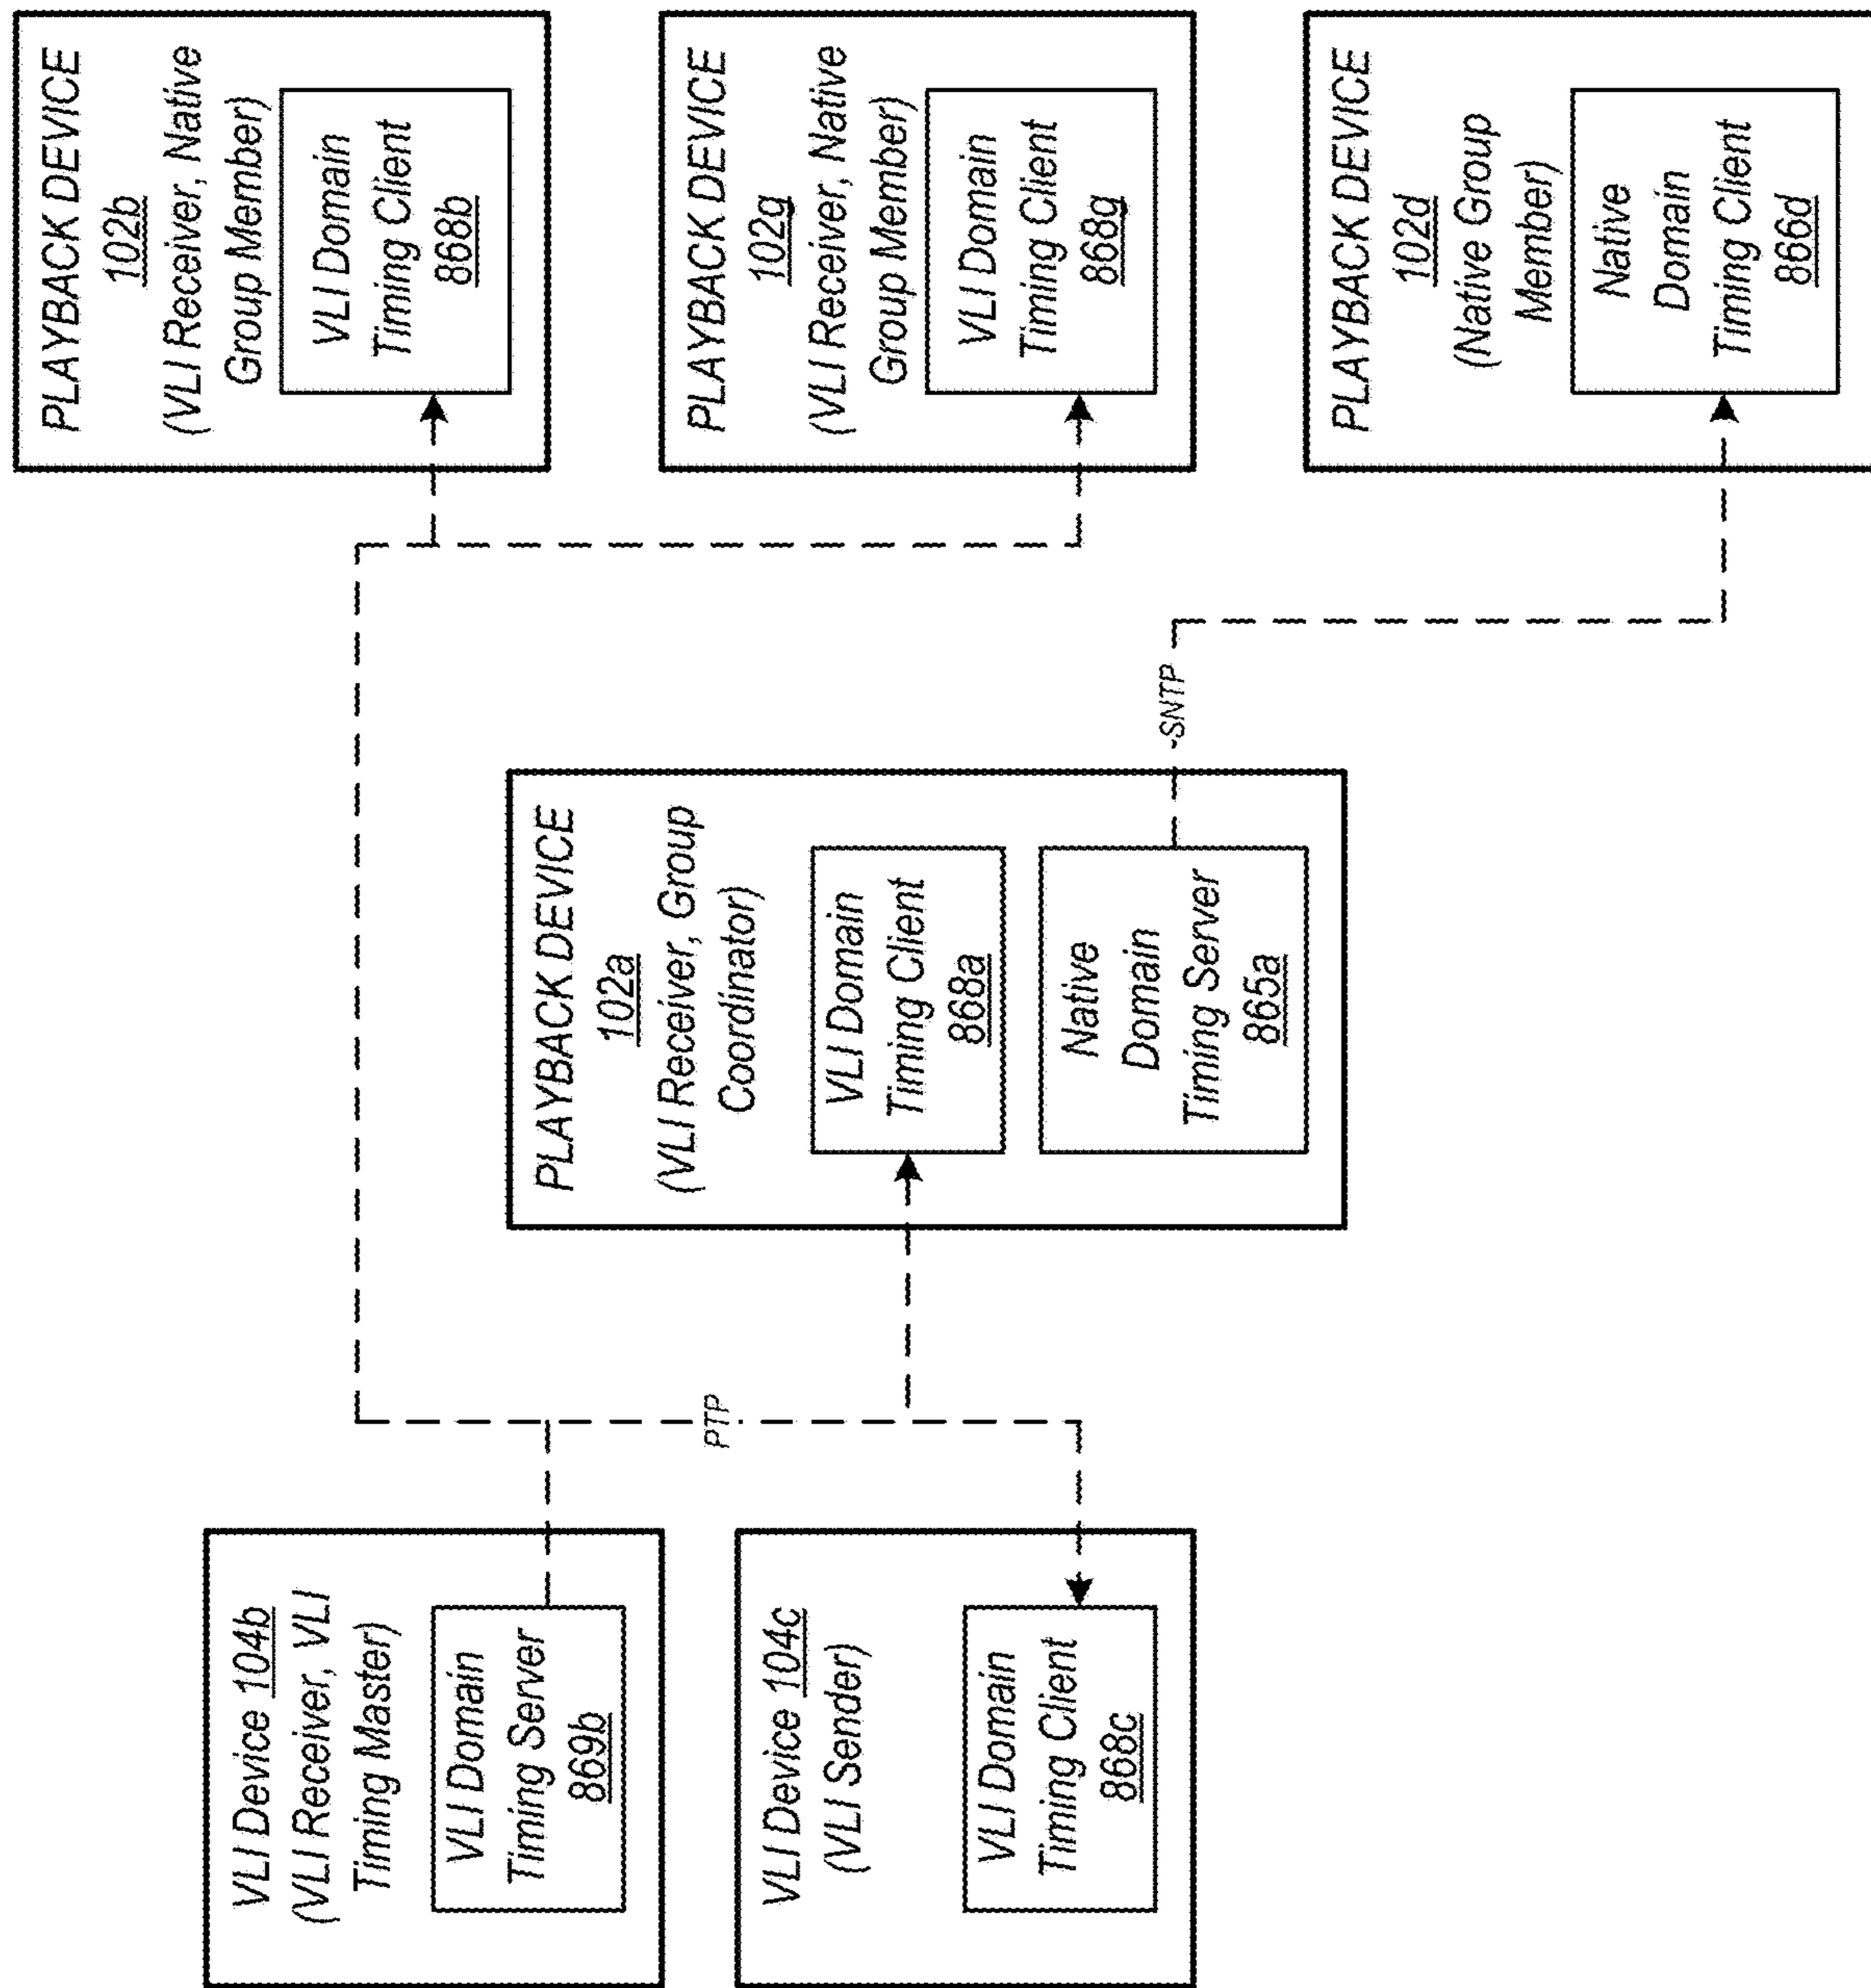 VLI Device 104b
(VLI Receiver, VLI
Timing Master)
VLI Domain
Timing Server
869b
VLI Device 104c
(VLI Sender)
VLI Domain
Timing Client
868c
PTP
PLAYBACK DEVICE
102a
(VLI Receiver, Group
Coordinator)
VLI Domain
Timing Client
868a
Native
Domain
Timing Server
865a
SNTP
PLAYBACK DEVICE
102b
(VLI Receiver, Native
Group Member)
VLI Domain
Timing Client
868b
PLAYBACK DEVICE
102g
(VLI Receiver, Native
Group Member)
VLI Domain
Timing Client
868g
PLAYBACK DEVICE
102d
(Native Group
Member)
Native
Domain
Timing Client
866d